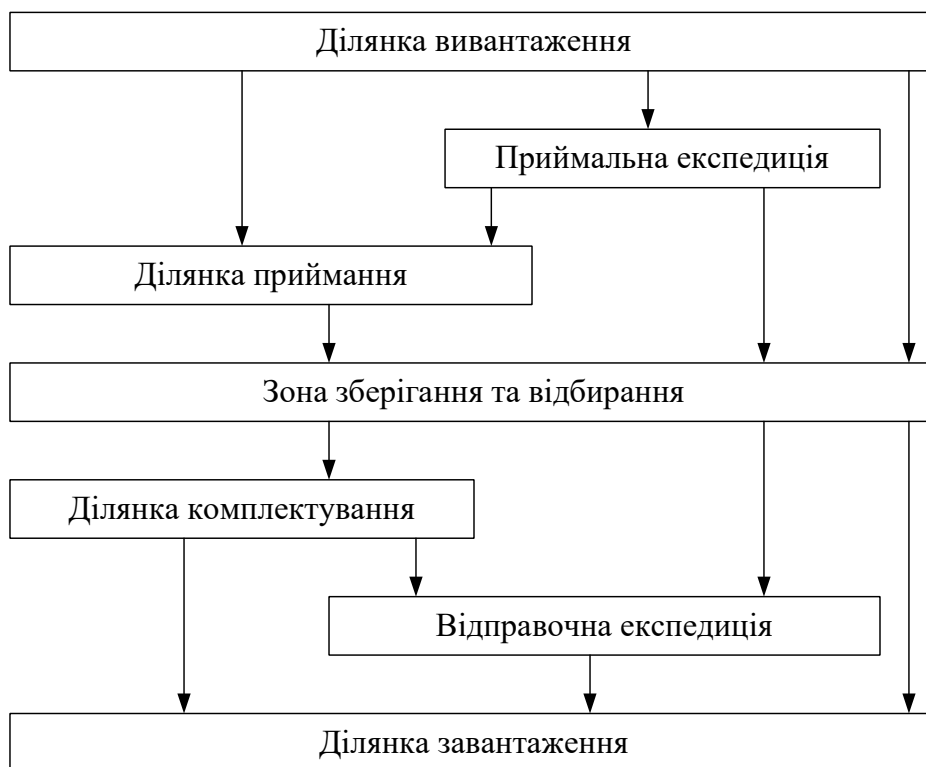 Ділянка вивантаження
Приймальна експедиція
Ділянка приймання
Зона зберігання та відбирання
Ділянка комплектування
Відправочна експедиція
Ділянка завантаження